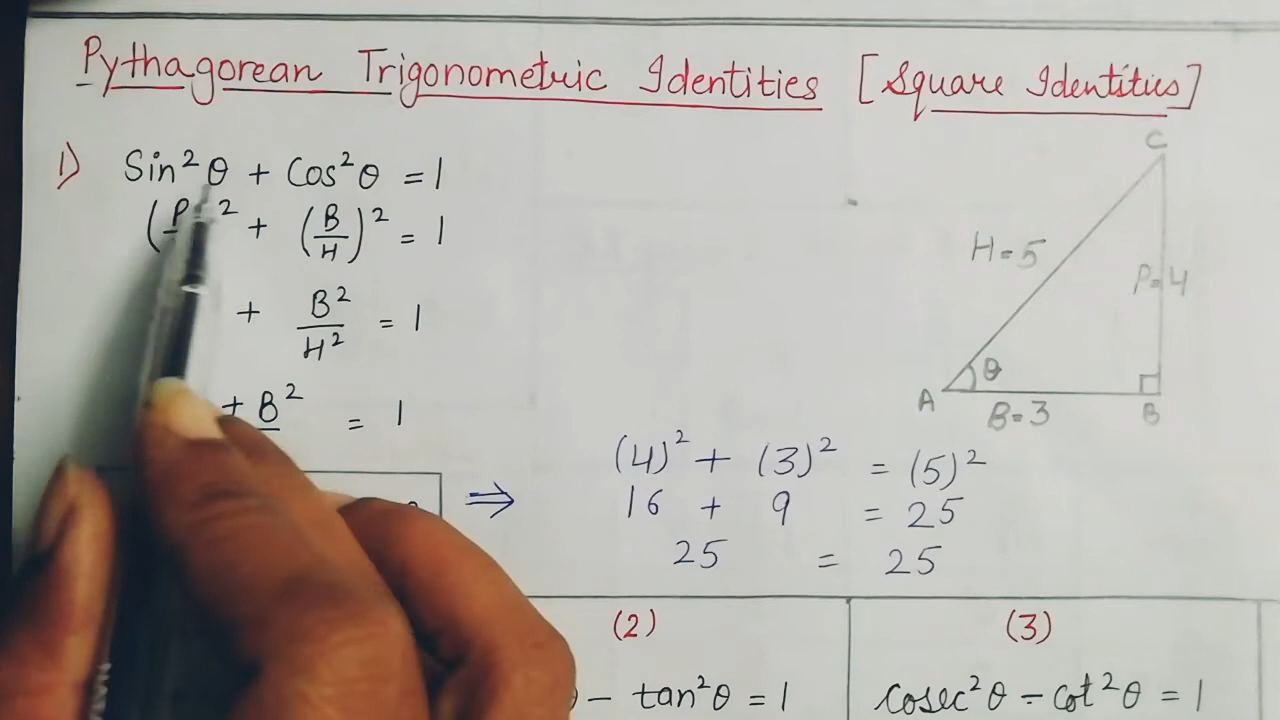 Pythagorean Trigonometric Identities [Square Identities]
1) Sin²θ + Cos²θ = 1
(P ² + (B/H)² = 1
+ B²/H² = 1
+ B² = 1
C
H=5
P=4
θ
A
B=3
B
⇒ (4)² + (3)² = (5)²
16 + 9 = 25
25 = 25
(2)
− tan²θ = 1
(3)
cosec²θ − cot²θ = 1